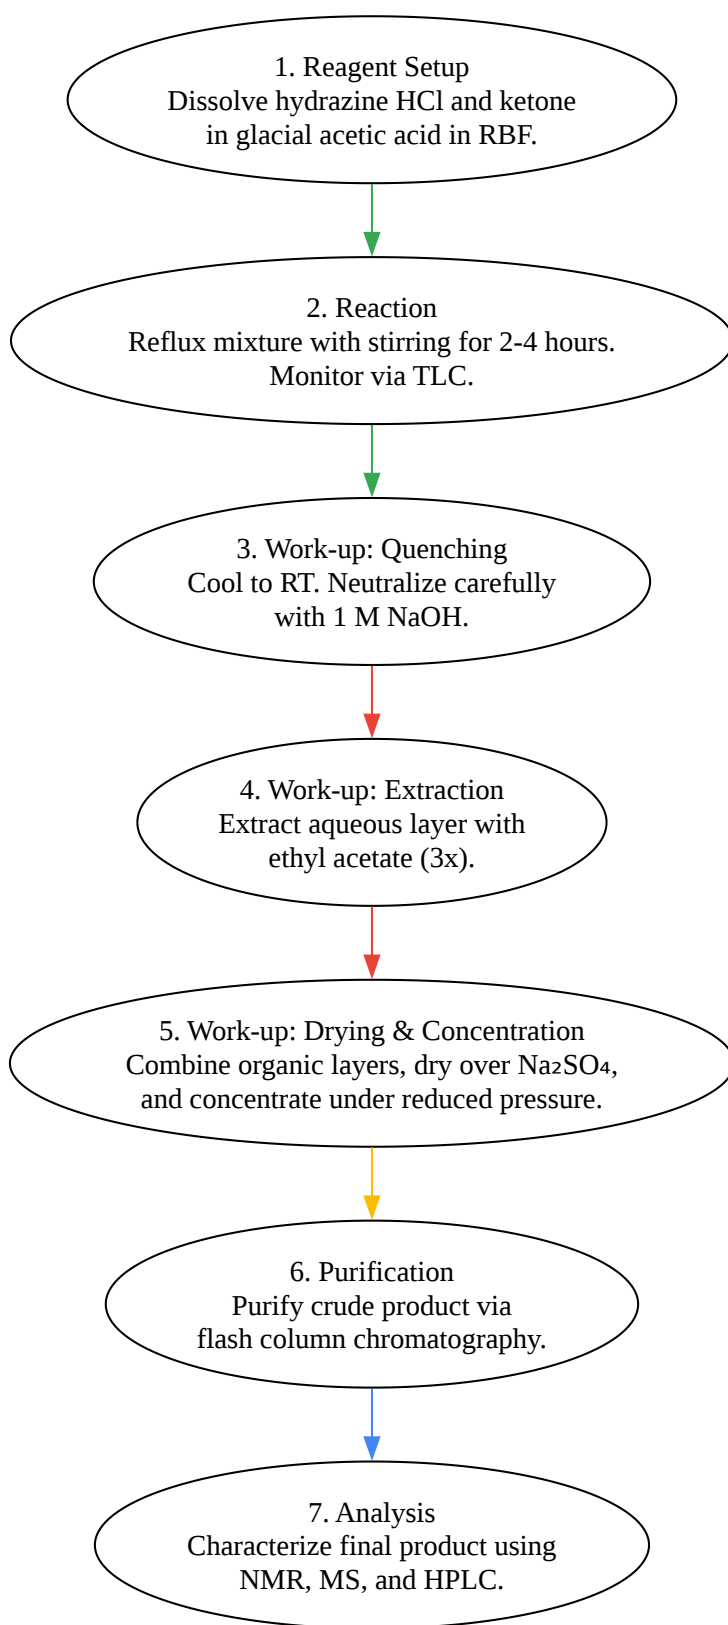 1. Reagent Setup
Dissolve hydrazine HCl and ketone
in glacial acetic acid in RBF.
2. Reaction
Reflux mixture with stirring for 2-4 hours.
Monitor via TLC.
3. Work-up: Quenching
Cool to RT. Neutralize carefully
with 1 M NaOH.
4. Work-up: Extraction
Extract aqueous layer with
ethyl acetate (3x).
5. Work-up: Drying & Concentration
Combine organic layers, dry over Na₂SO₄,
and concentrate under reduced pressure.
6. Purification
Purify crude product via
flash column chromatography.
7. Analysis
Characterize final product using
NMR, MS, and HPLC.